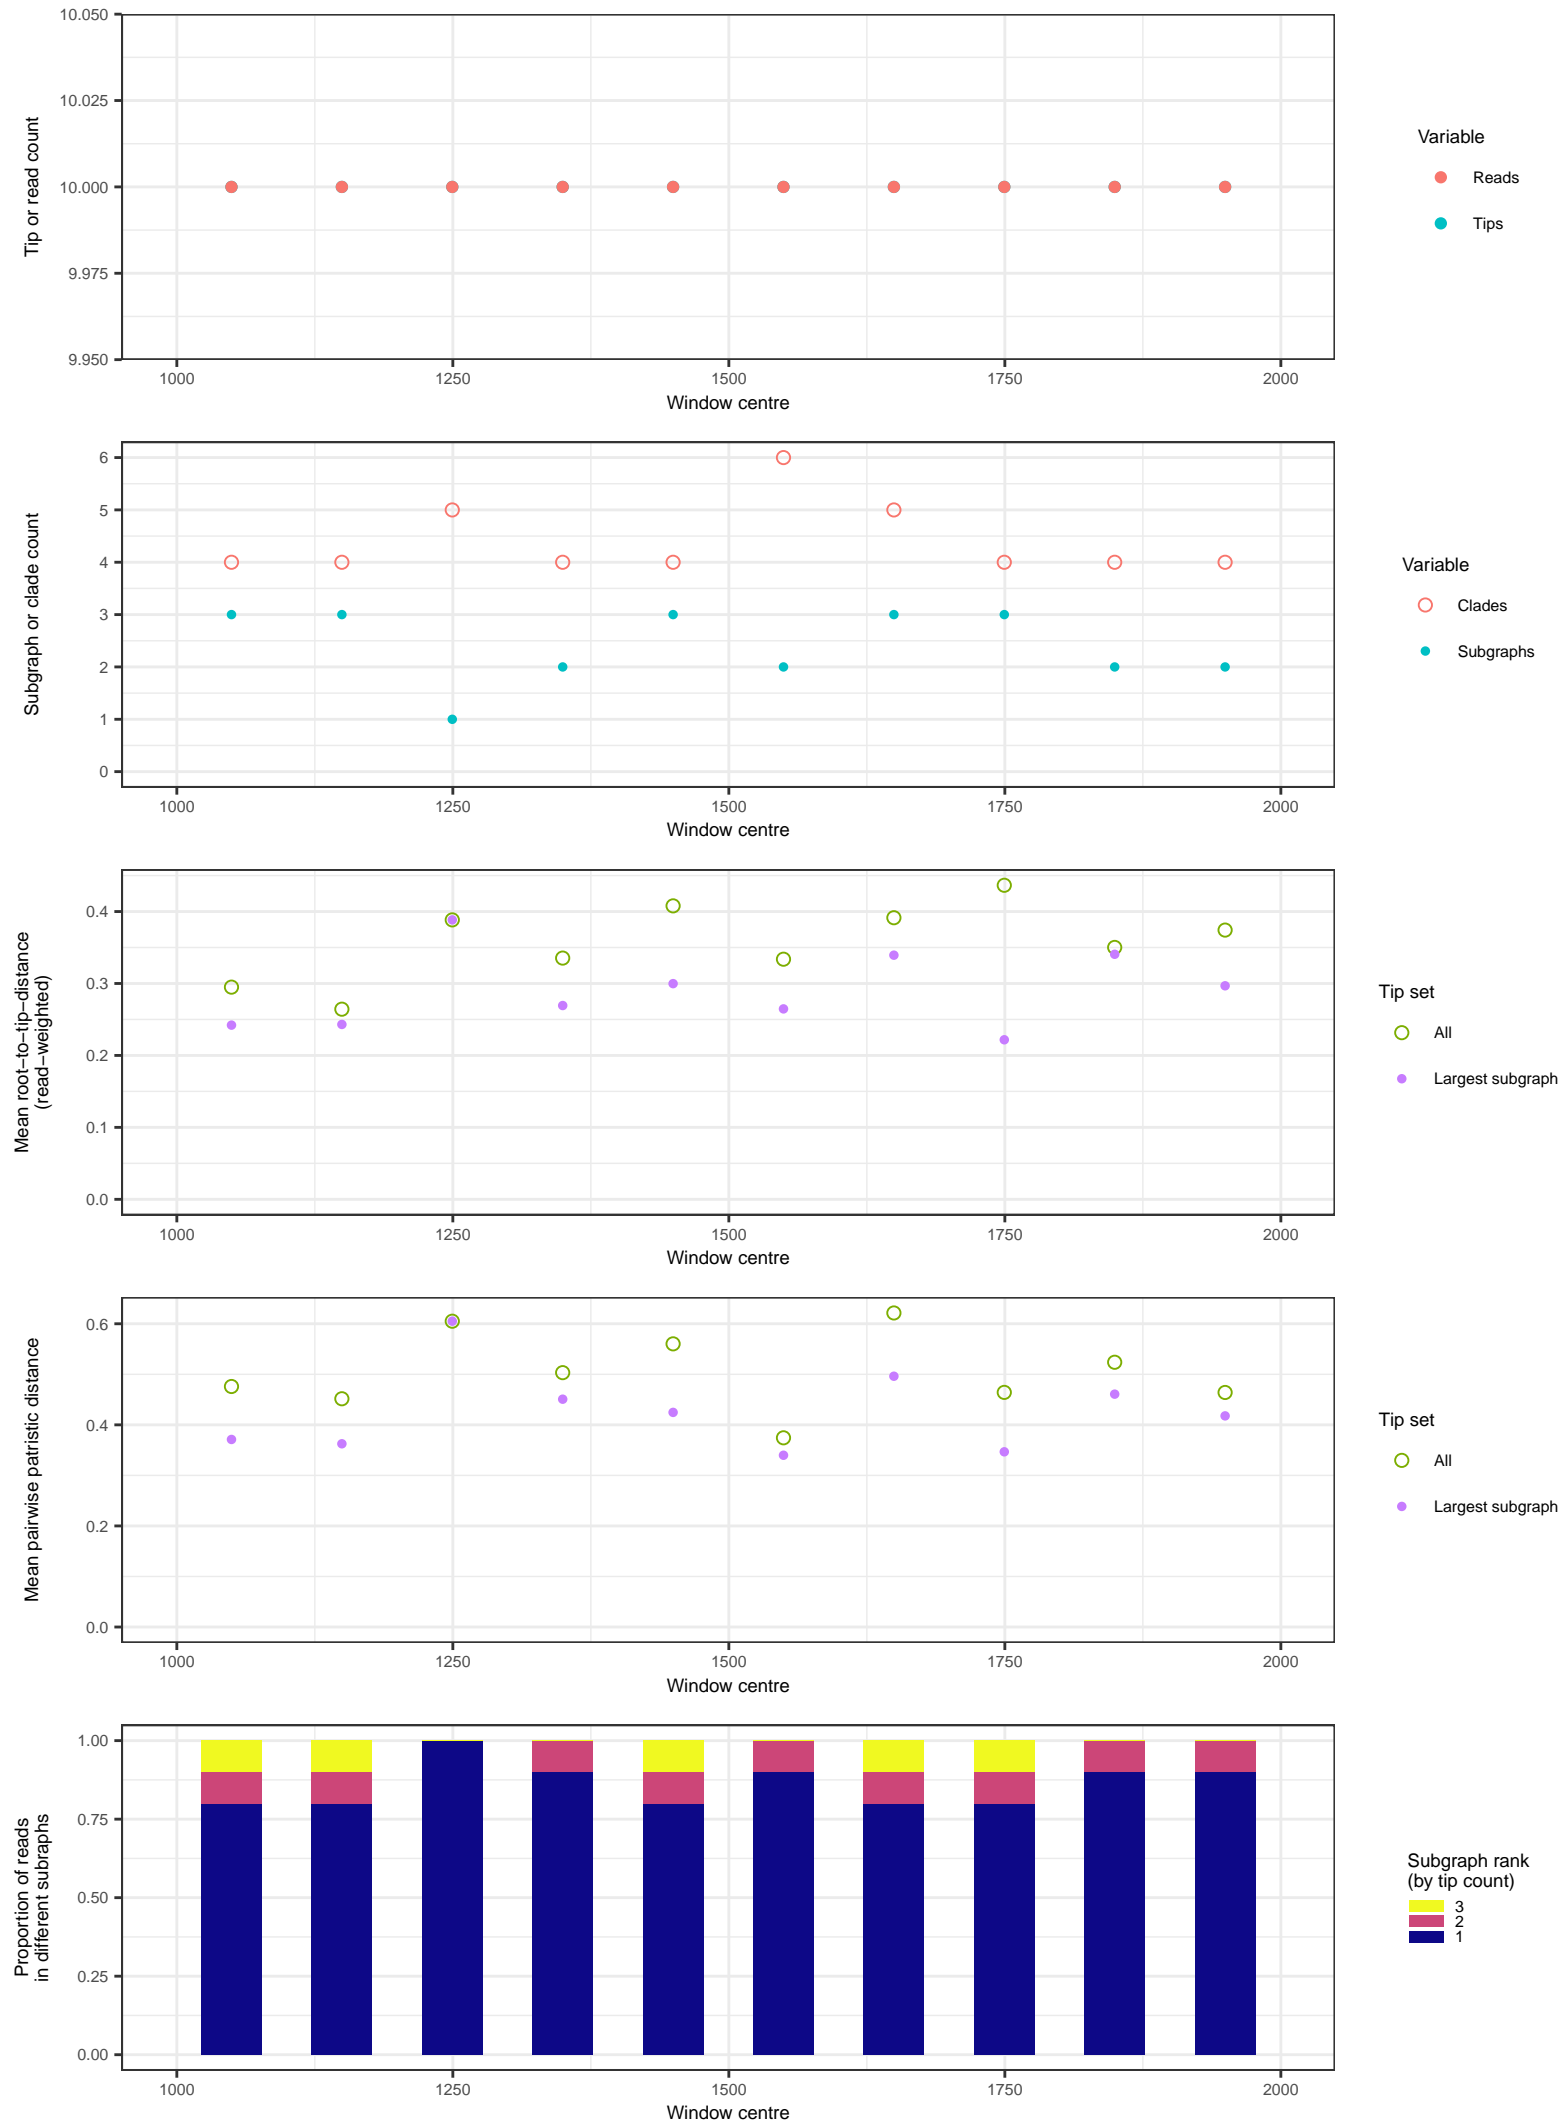 10.050
10.025
10.000
9.975
9.950
Tip or read count
1000 1250 1500 1750 2000
Window centre
Variable
Reads
Tips
6
5
4
3
2
1
0
Subgraph or clade count
1000 1250 1500 1750 2000
Window centre
Variable
Clades
Subgraphs
0.4
0.3
0.2
0.1
0.0
Mean root−to−tip−distance
(read−weighted)
1000 1250 1500 1750 2000
Window centre
Tip set
All
Largest subgraph
0.6
0.4
0.2
0.0
Mean pairwise patristic distance
1000 1250 1500 1750 2000
Window centre
Tip set
All
Largest subgraph
1.00
0.75
0.50
0.25
0.00
Proportion of reads
in different subraphs
1000 1250 1500 1750 2000
Window centre
Subgraph rank
(by tip count)
3
2
1